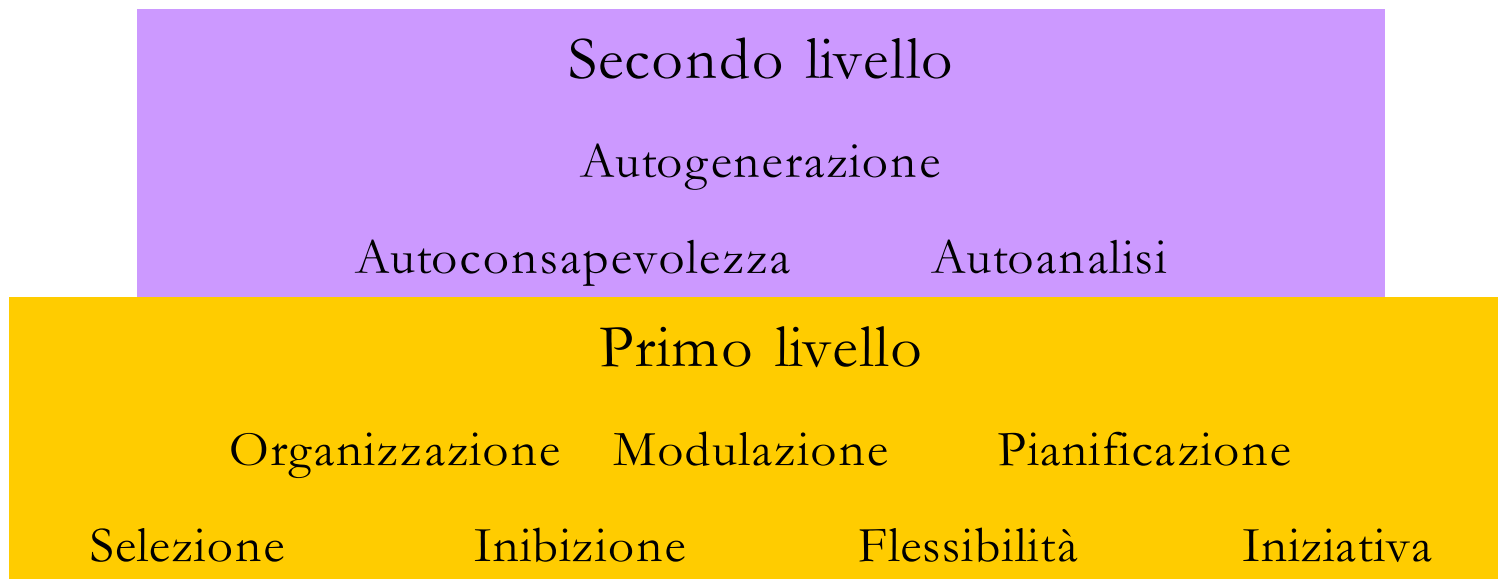 Secondo livello
Autogenerazione
Autoconsapevolezza Autoanalisi
Primo livello
Organizzazione Modulazione Pianificazione
Selezione Inibizione Flessibilità Iniziativa